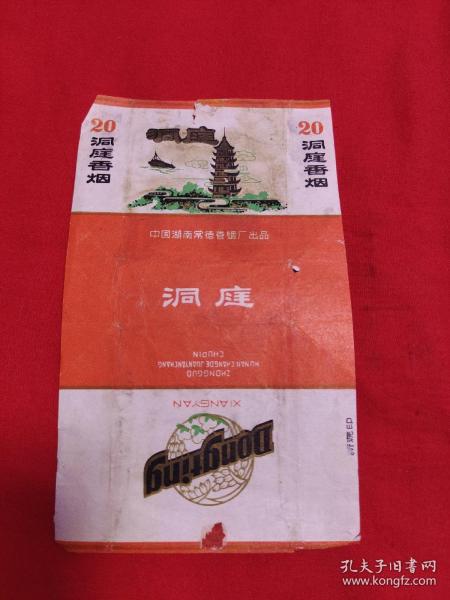 20
洞庭香烟
洞庭
20
洞庭香烟
中国湖南常德香烟厂出品
洞庭
ZHONGGUO
HUNAN CHANGDE JUANYANCHANG
CHUPIN
XIANGYAN
Dongting
孔夫子旧书网
www.kongfz.com